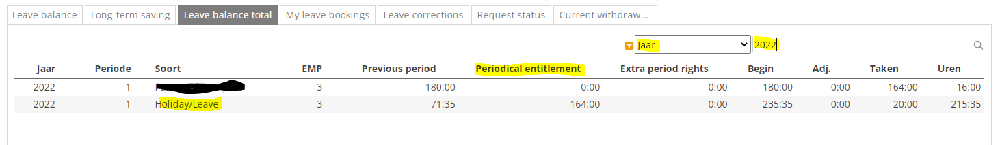 Leave balance Long-term saving Leave balance total My leave bookings Leave corrections Request status Current withdraw...
Jaar 2022
Jaar Periode Soort EMP Previous period Periodical entitlement Extra period rights Begin Adj. Taken Uren
2022 1 3 180:00 0:00 0:00 180:00 0:00 164:00 16:00
2022 1 Holiday/Leave 3 71:35 164:00 0:00 235:35 0:00 20:00 215:35